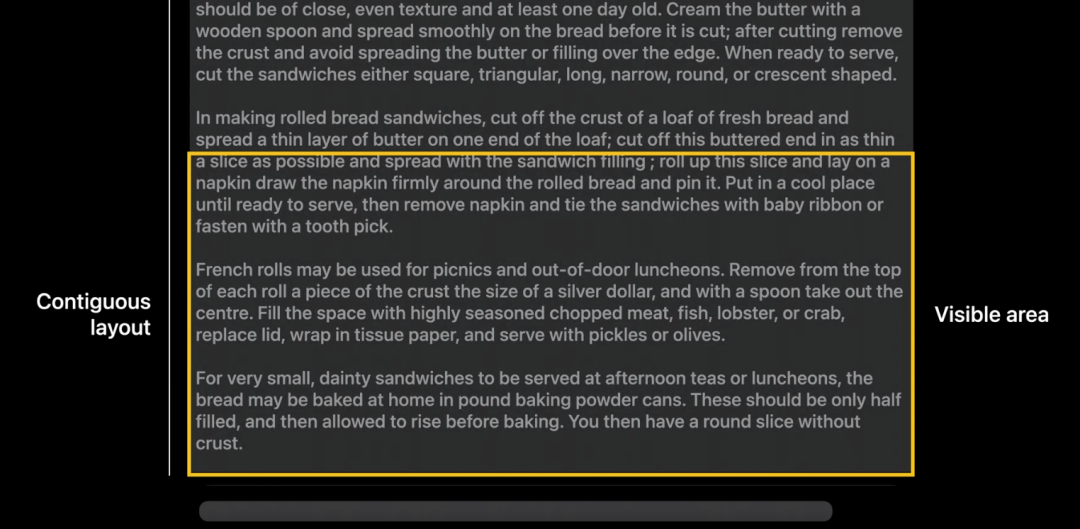 should be of close, even texture and at least one day old. Cream the butter with a
wooden spoon and spread smoothly on the bread before it is cut; after cutting remove
the crust and avoid spreading the butter or filling over the edge. When ready to serve,
cut the sandwiches either square, triangular, long, narrow, round, or crescent shaped.
In making rolled bread sandwiches, cut off the crust of a loaf of fresh bread and
spread a thin layer of butter on one end of the loaf; cut off this buttered end in as thin
a slice as possible and spread with the sandwich filling ; roll up this slice and lay on a
napkin draw the napkin firmly around the rolled bread and pin it. Put in a cool place
until ready to serve, then remove napkin and tie the sandwiches with baby ribbon or
fasten with a tooth pick.
French rolls may be used for picnics and out-of-door luncheons. Remove from the top
of each roll a piece of the crust the size of a silver dollar, and with a spoon take out the
centre. Fill the space with highly seasoned chopped meat, fish, lobster, or crab,
replace lid, wrap in tissue paper, and serve with pickles or olives.
For very small, dainty sandwiches to be served at afternoon teas or luncheons, the
bread may be baked at home in pound baking powder cans. These should be only half
filled, and then allowed to rise before baking. You then have a round slice without
crust.
Contiguous
layout
Visible area